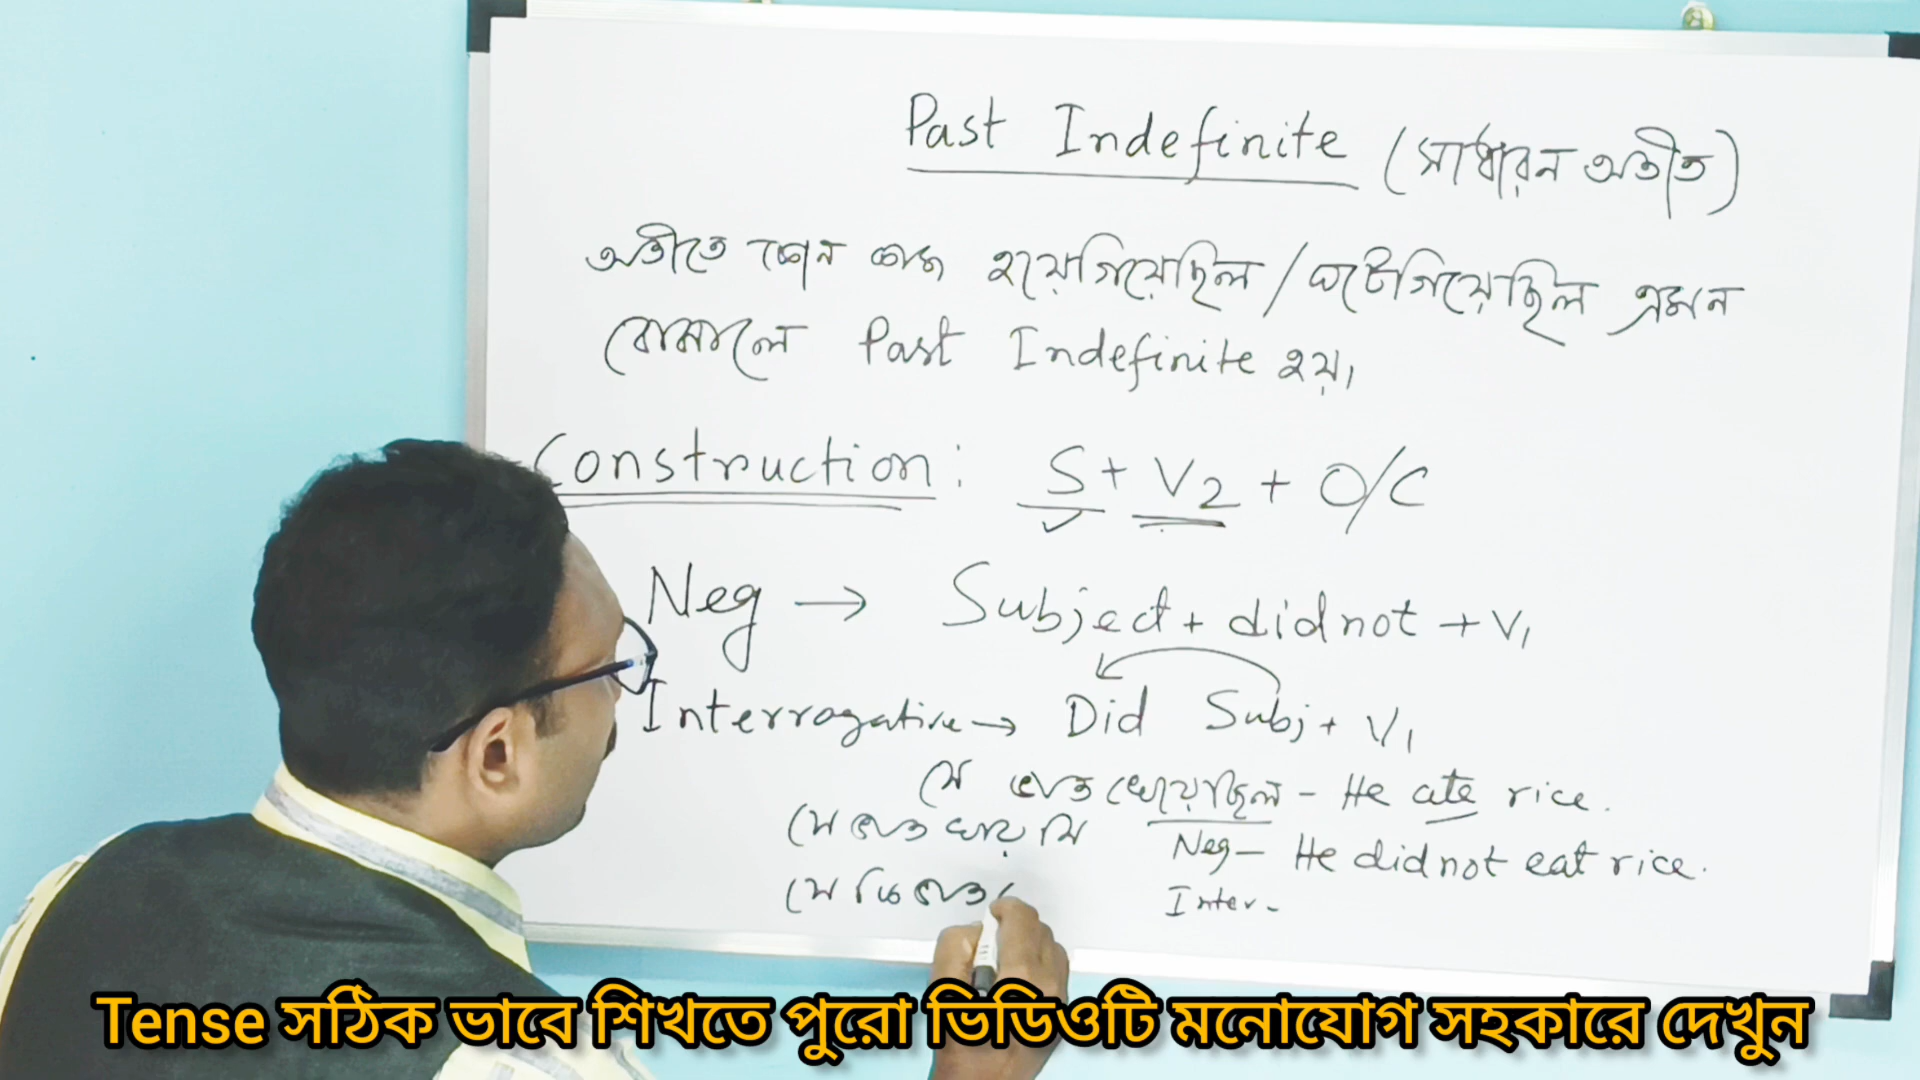 Past Indefinite (সাধারন অতীত)
অতীতে কোন কাজ হয়েগিয়েছিল/ঘটেগিয়েছিল এমন
বোঝালে Past Indefinite হয়।
Construction: S + V2 + O/C
Neg → Subject + did not + V1
Interrogative → Did Subj + V1
সে ভাত খেয়েছিল - He ate rice.
সে ভাত খায় নি Neg - He did not eat rice.
সে কি ভাত Inter -
Tense সঠিক ভাবে শিখতে পুরো ভিডিওটি মনোযোগ সহকারে দেখুন